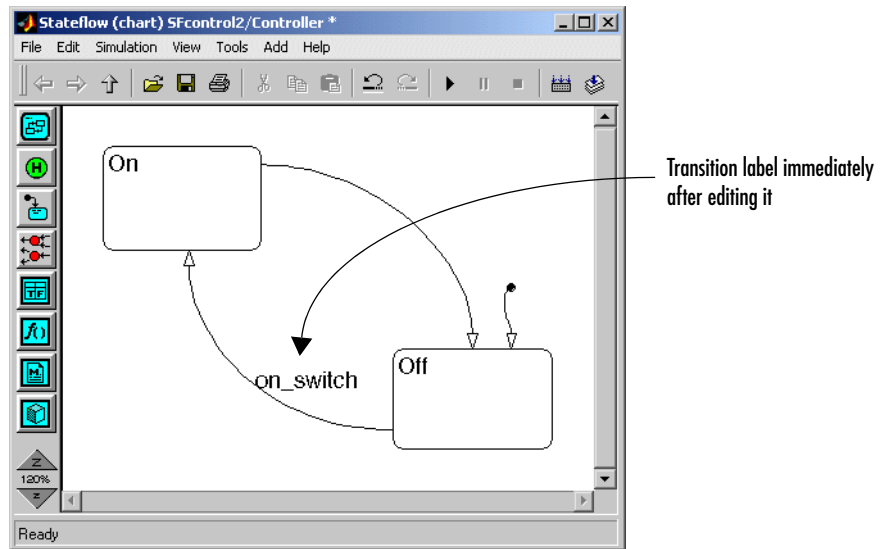 Stateflow (chart) SFcontrol2/Controller *
File Edit Simulation View Tools Add Help
On
H
Transition label immediately
after editing it
TF
f()
M
on_switch
Off
Z
120%
z
Ready